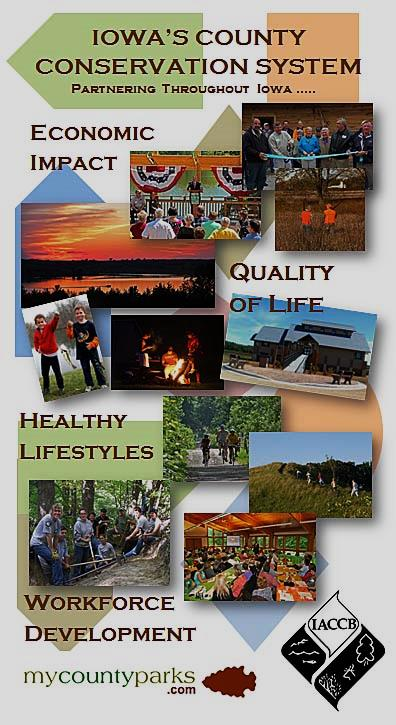 Iowa's County
Conservation System
Partnering Throughout Iowa .....
Economic
Impact
Quality
of Life
Healthy
Lifestyles
Workforce
Development
IACCB
mycountyparks
.com